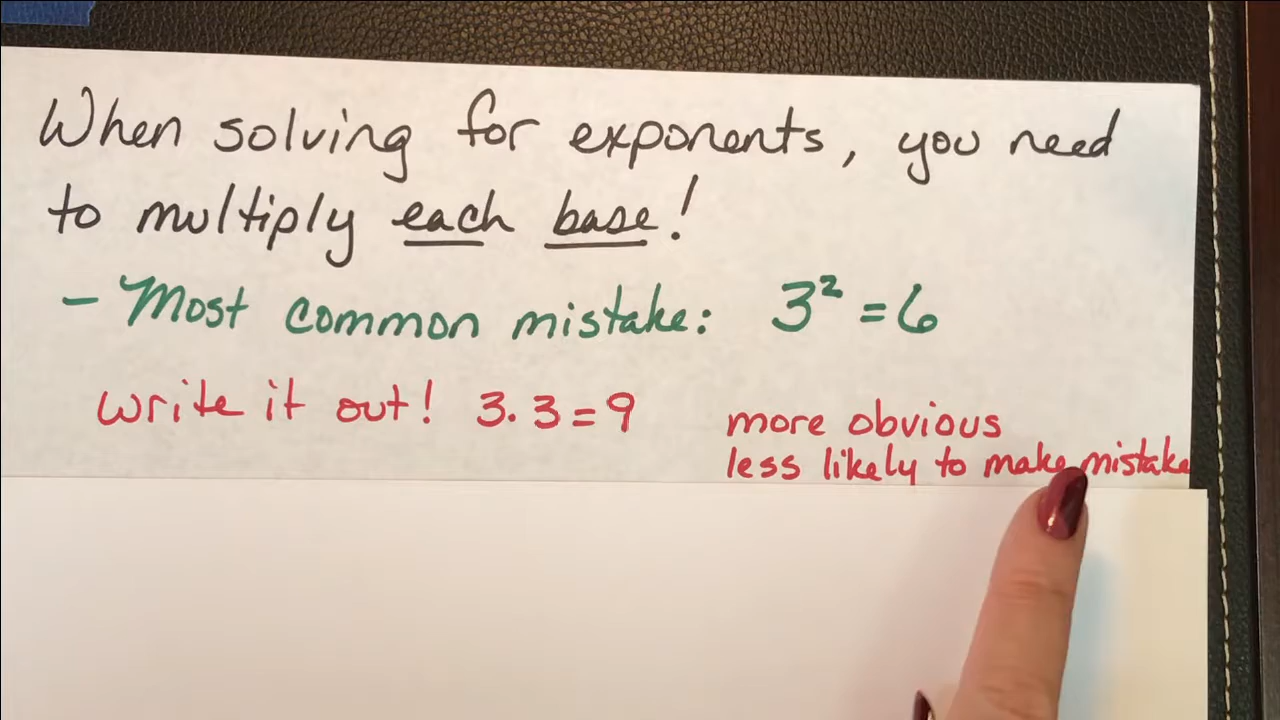 When solving for exponents, you need
to multiply each base!
- Most common mistake: 3² = 6
Write it out! 3·3=9
more obvious
less likely to make mistake